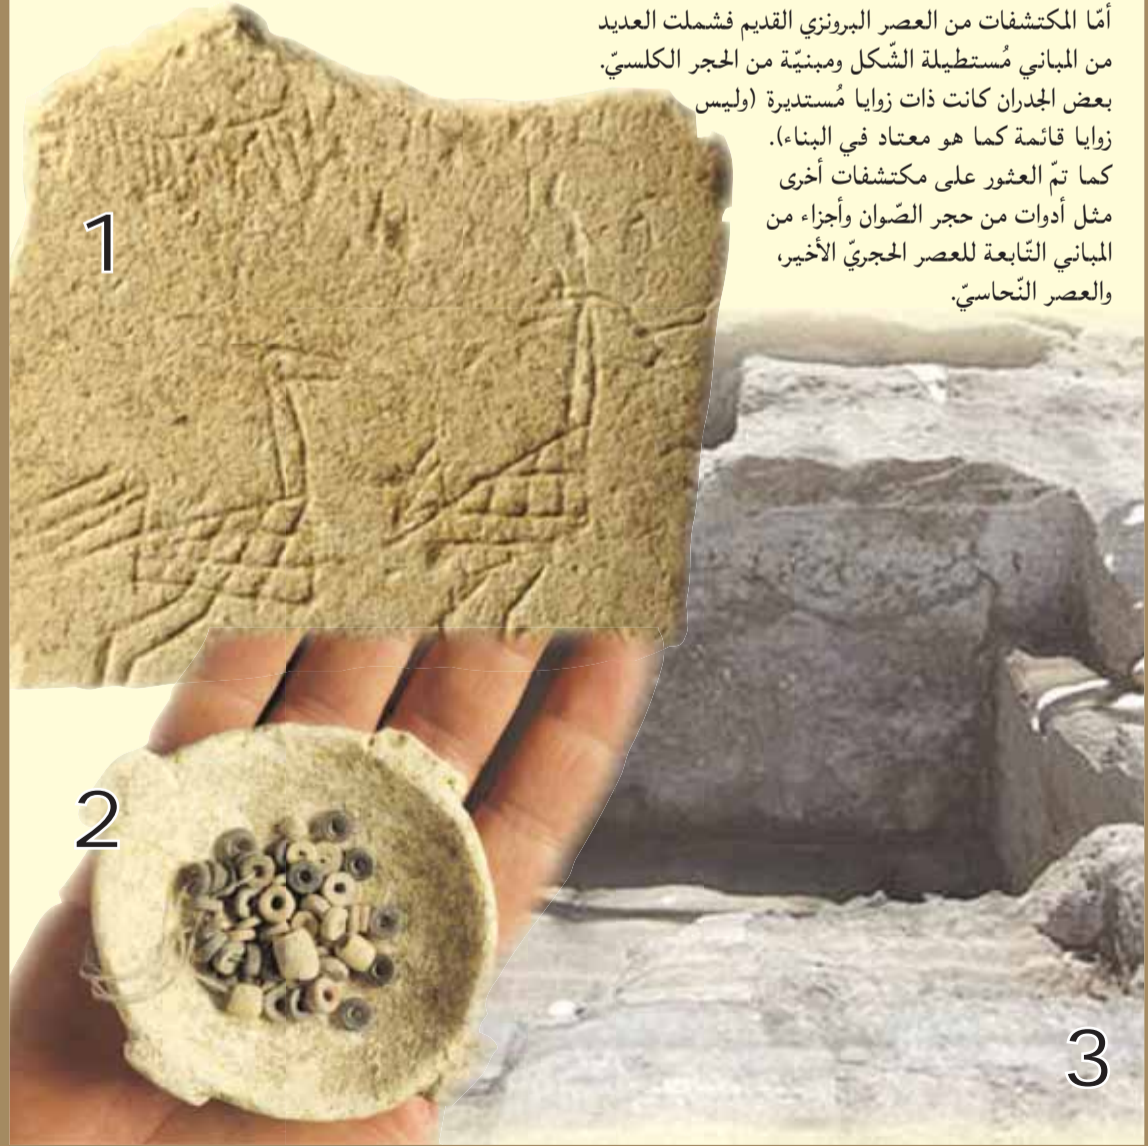 أمّا المكتشفات من العصر البرونزي القديم فشملت العديد
من المباني مُستطيلة الشّكل ومبنيّة من الحجر الكلسيّ.
بعض الجدران كانت ذات زوايا مُستديرة (وليس
زوايا قائمة كما هو معتاد في البناء).
كما تمّ العثور على مكتشفات أخرى
مثل أدوات من حجر الصّوان وأجزاء من
المباني التّابعة للعصر الحجريّ الأخير،
والعصر النّحاسيّ.
1
2
3